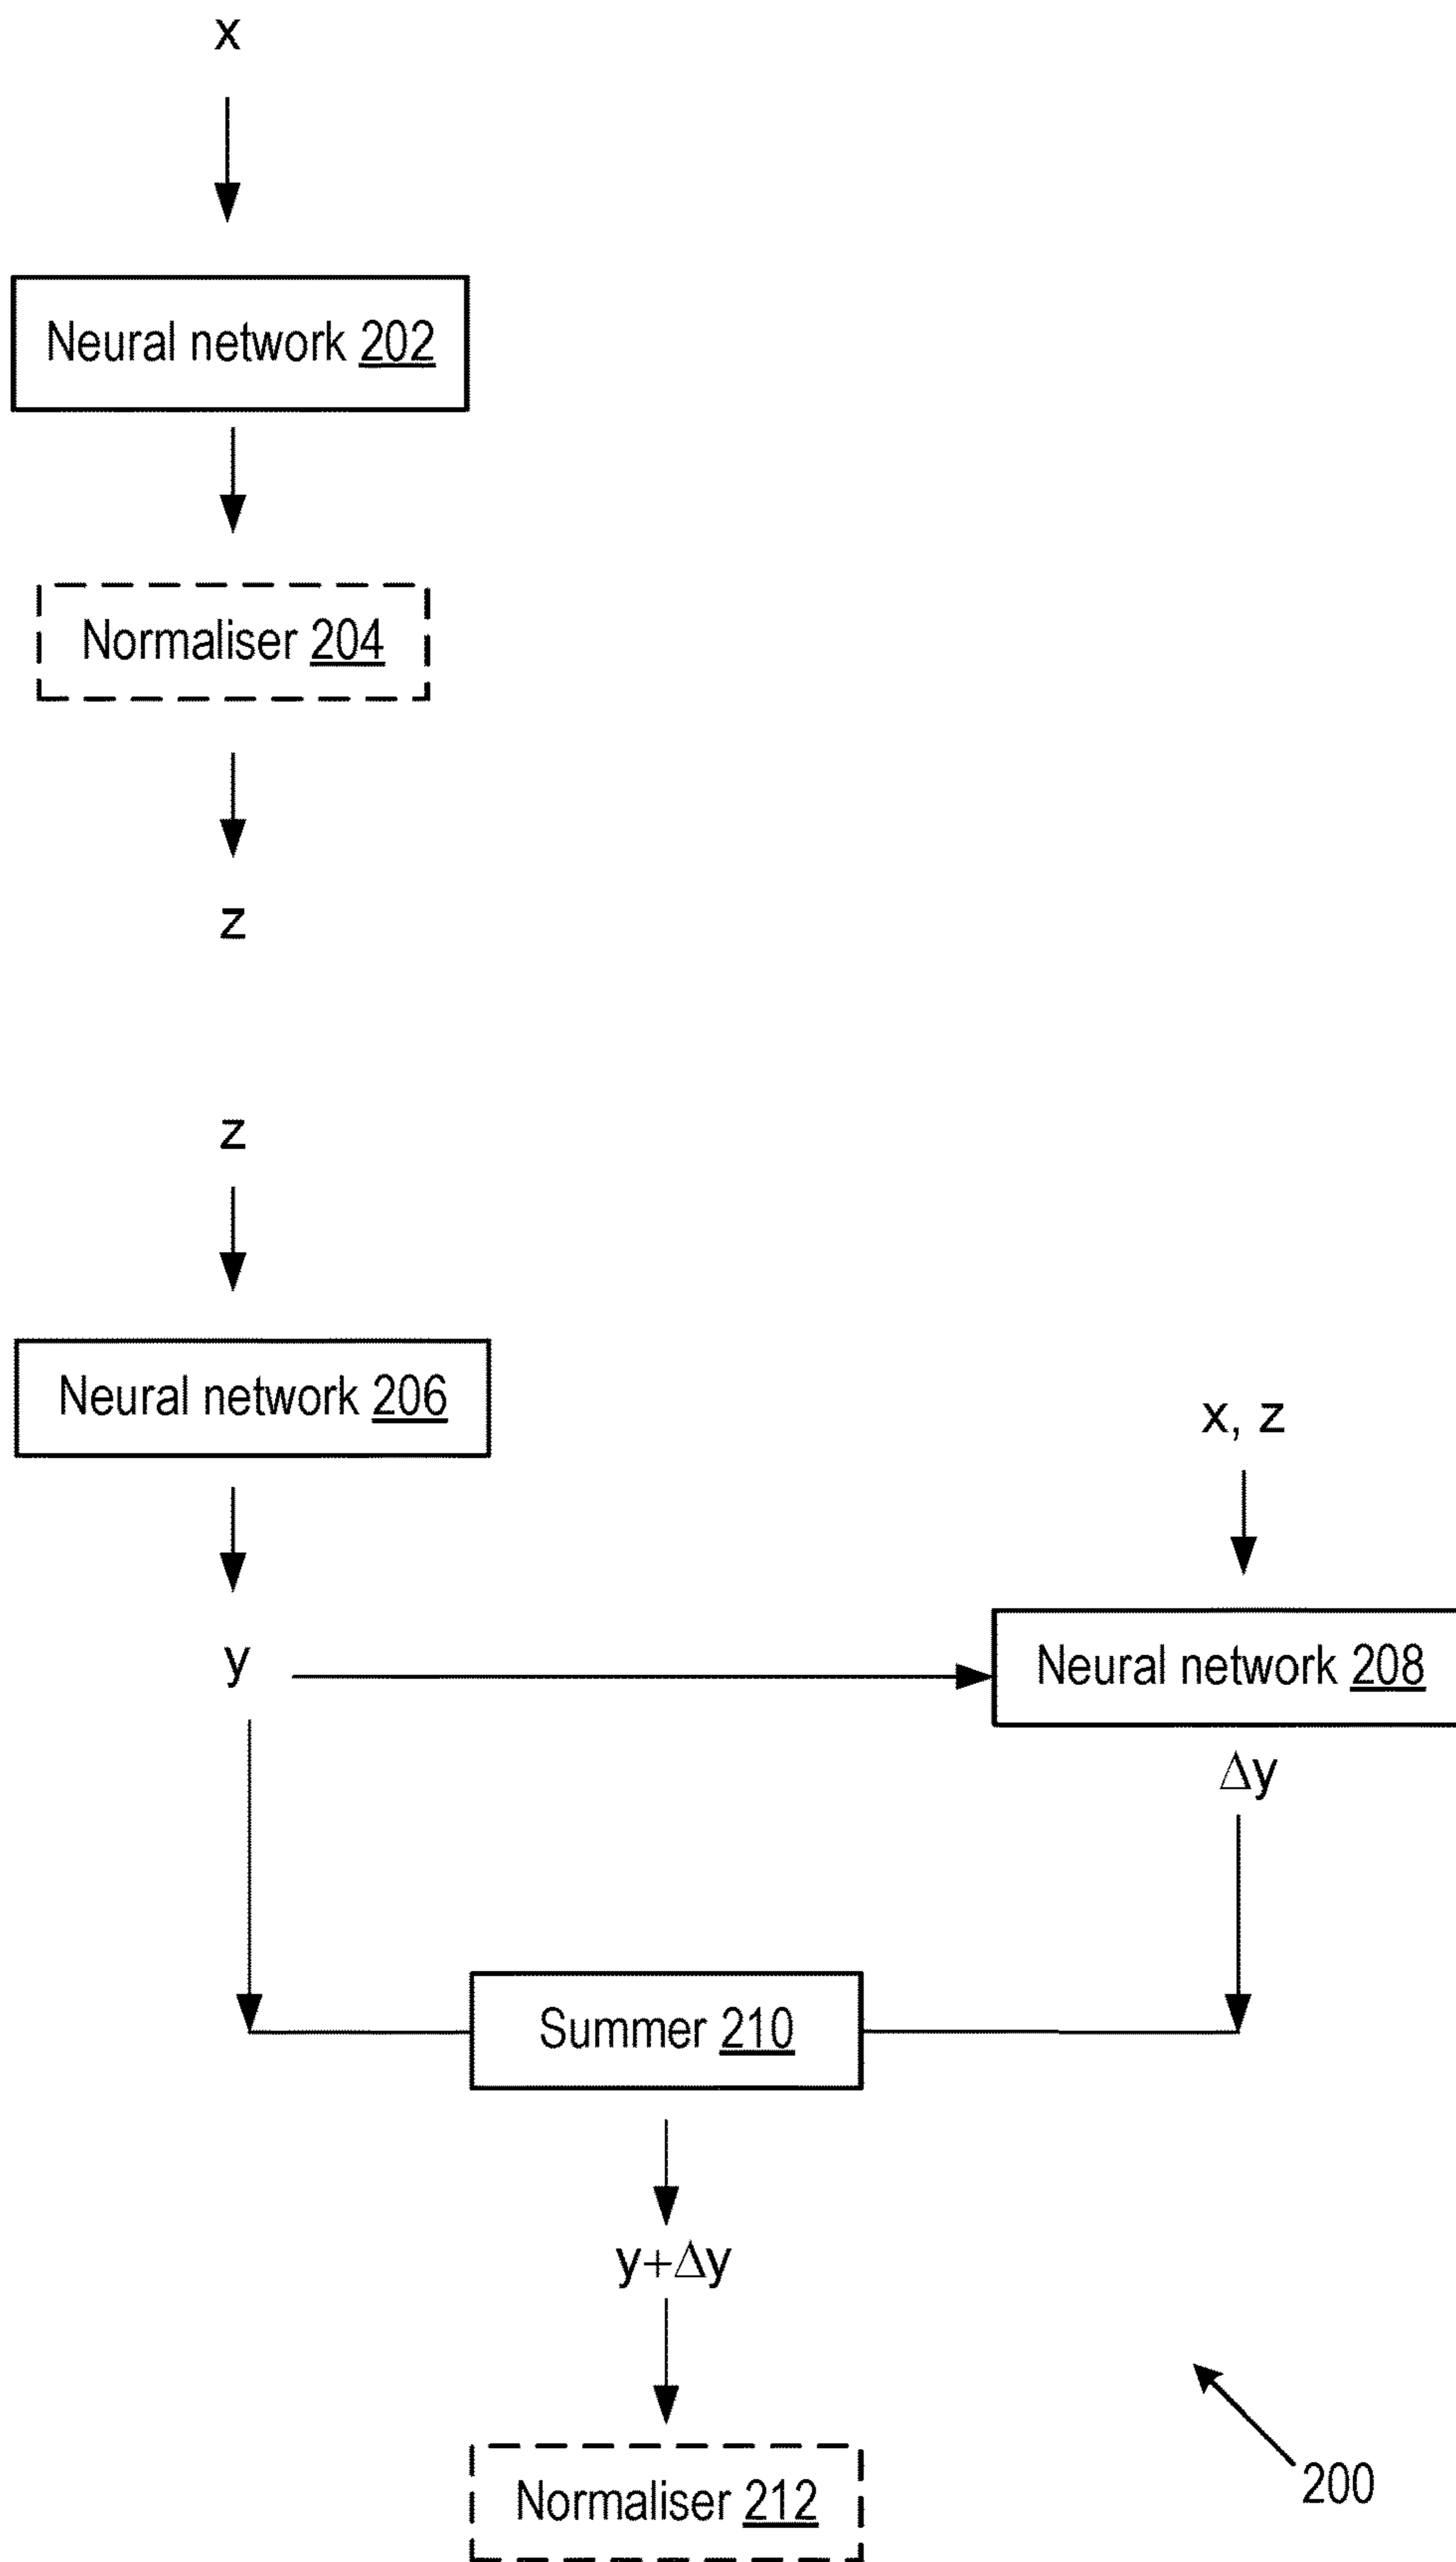 x
Neural network 202
Normaliser 204
z
z
Neural network 206
x, z
y
Neural network 208
Δy
Summer 210
y+Δy
Normaliser 212
200